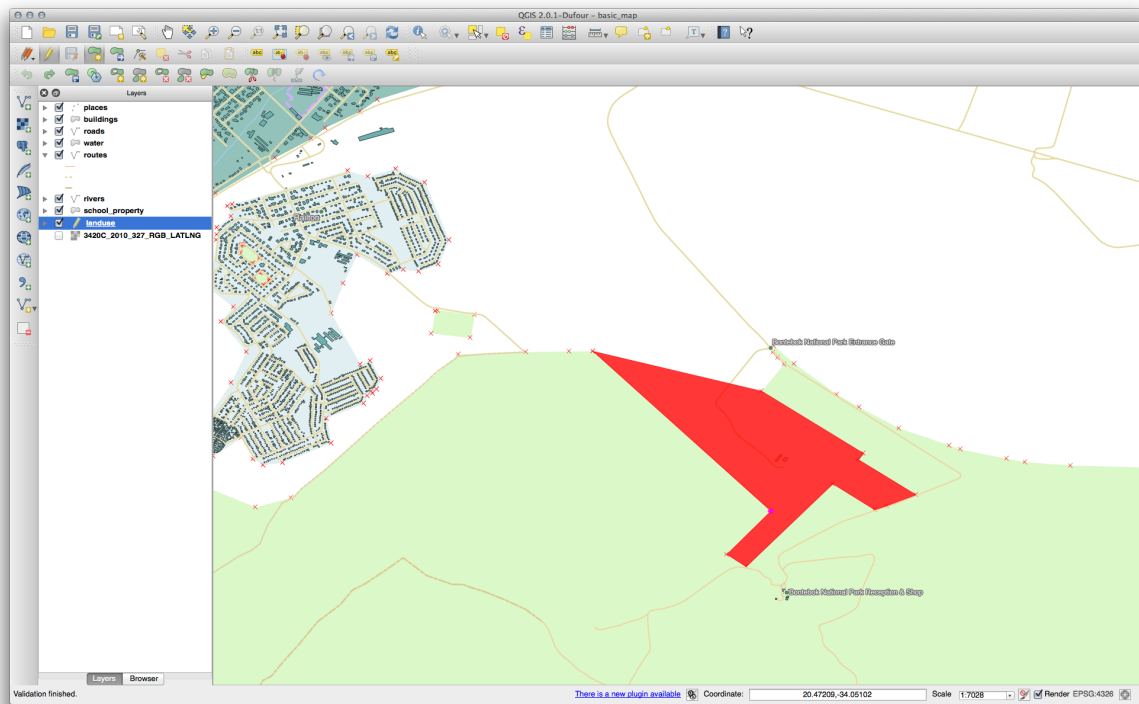 QGIS 2.0.1-Dufour - basic_map
Layers
places
buildings
roads
water
routes
rivers
school_property
landuse
3420C_2010_327_RGB_LATLNG
Railton
Bontebok National Park Entrance Gate
Bontebok National Park Reception & Shop
Layers Browser
Validation finished. There is a new plugin available Coordinate: 20.47209,-34.05102 Scale 1:7028 Render EPSG:4326